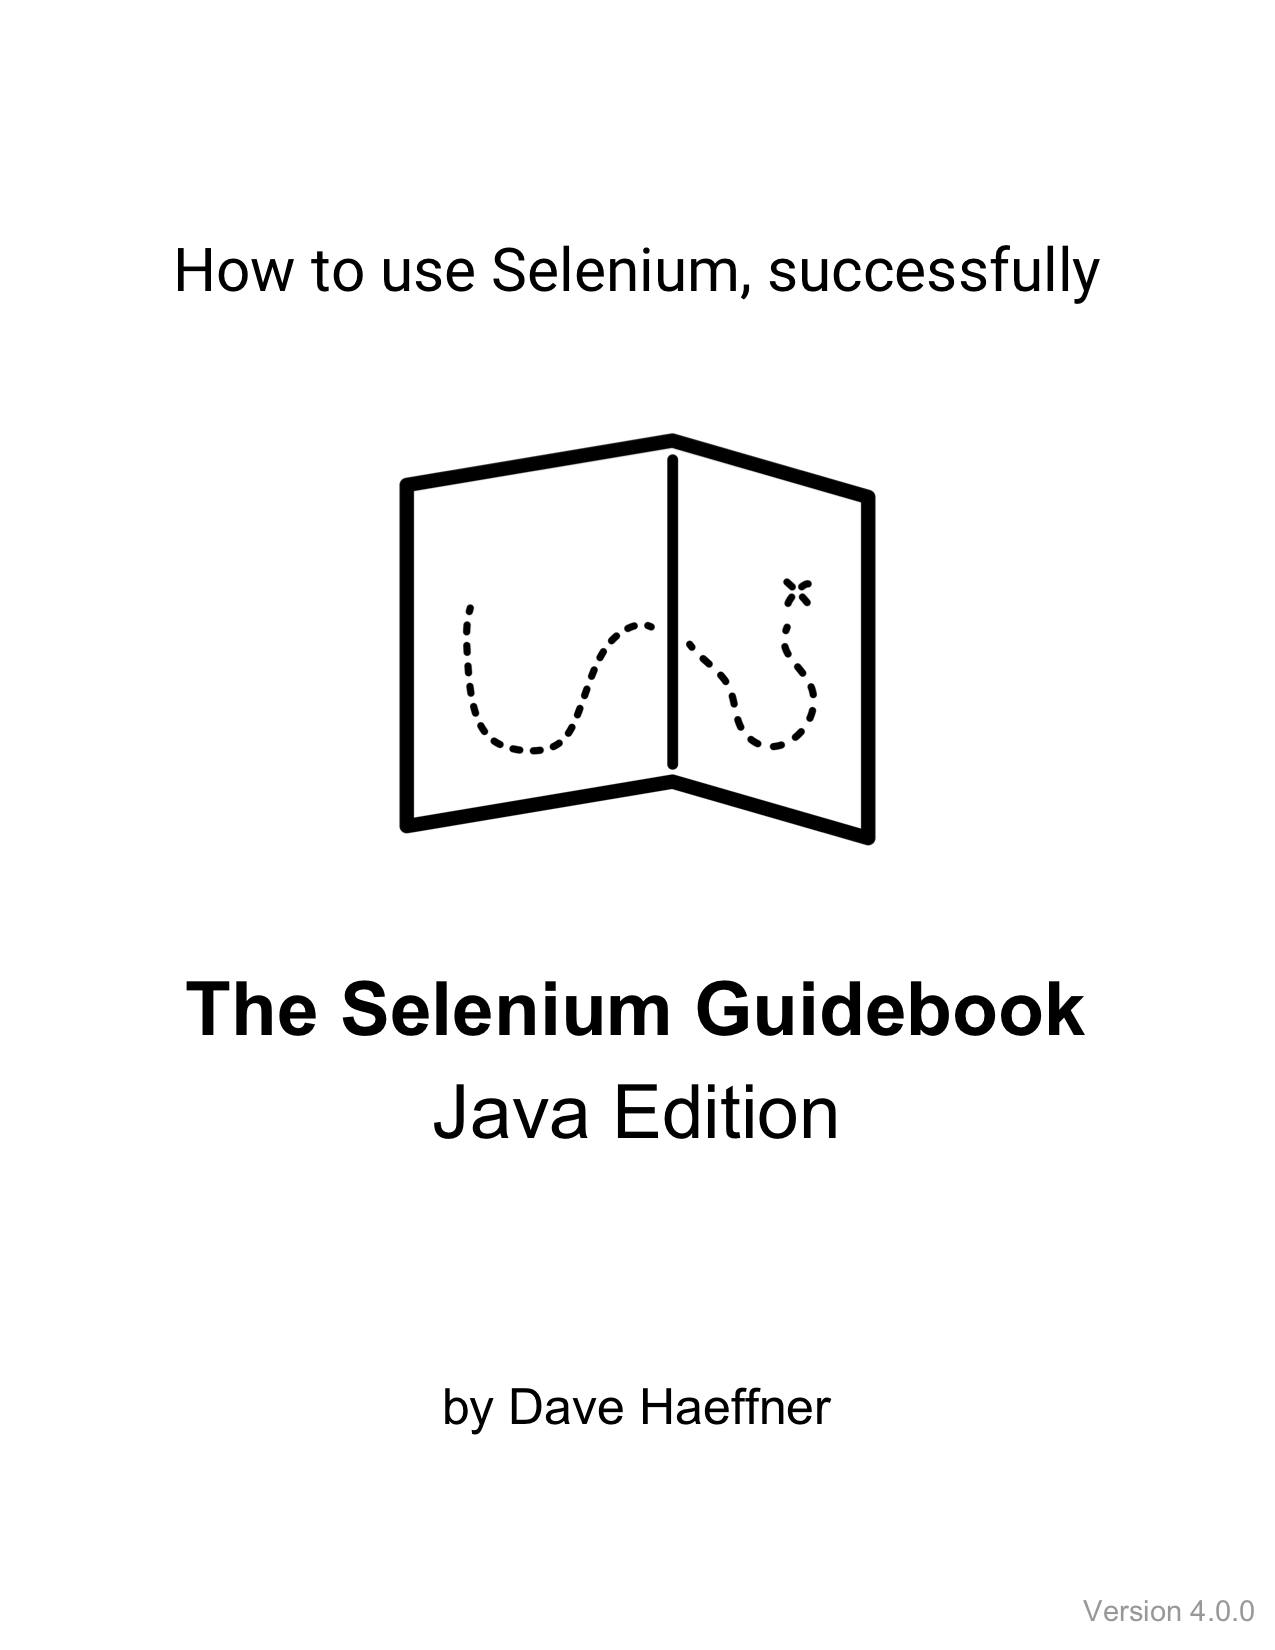 How to use Selenium, successfully
The Selenium Guidebook
Java Edition
by Dave Haeffner
Version 4.0.0